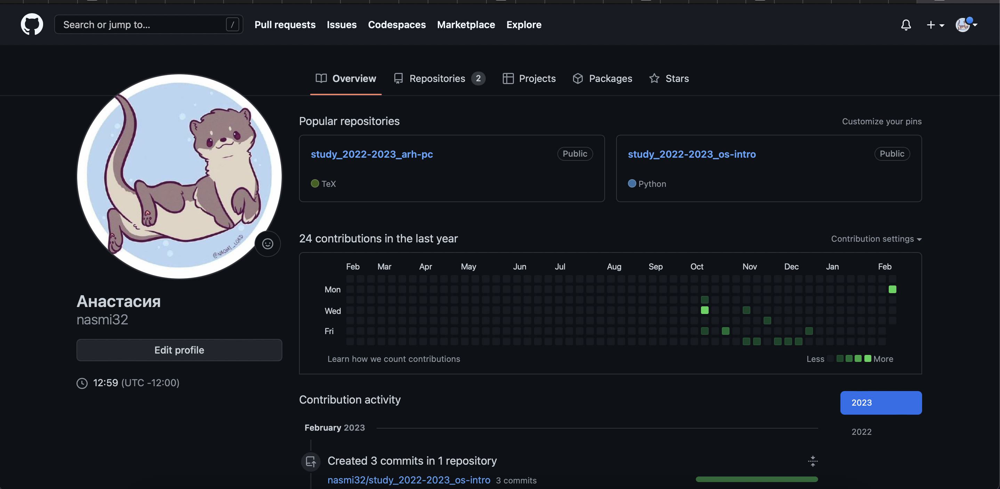 Search or jump to... /
Pull requests Issues Codespaces Marketplace Explore
Overview Repositories 2 Projects Packages Stars
@NAOMI_LORD
Анастасия
nasmi32
Edit profile
12:59 (UTC -12:00)
Popular repositories Customize your pins
study_2022-2023_arh-pc Public
TeX
study_2022-2023_os-intro Public
Python
24 contributions in the last year Contribution settings
Feb Mar Apr May Jun Jul Aug Sep Oct Nov Dec Jan Feb
Mon
Wed
Fri
Learn how we count contributions Less More
Contribution activity
2023
2022
February 2023
Created 3 commits in 1 repository
nasmi32/study_2022-2023_os-intro 3 commits